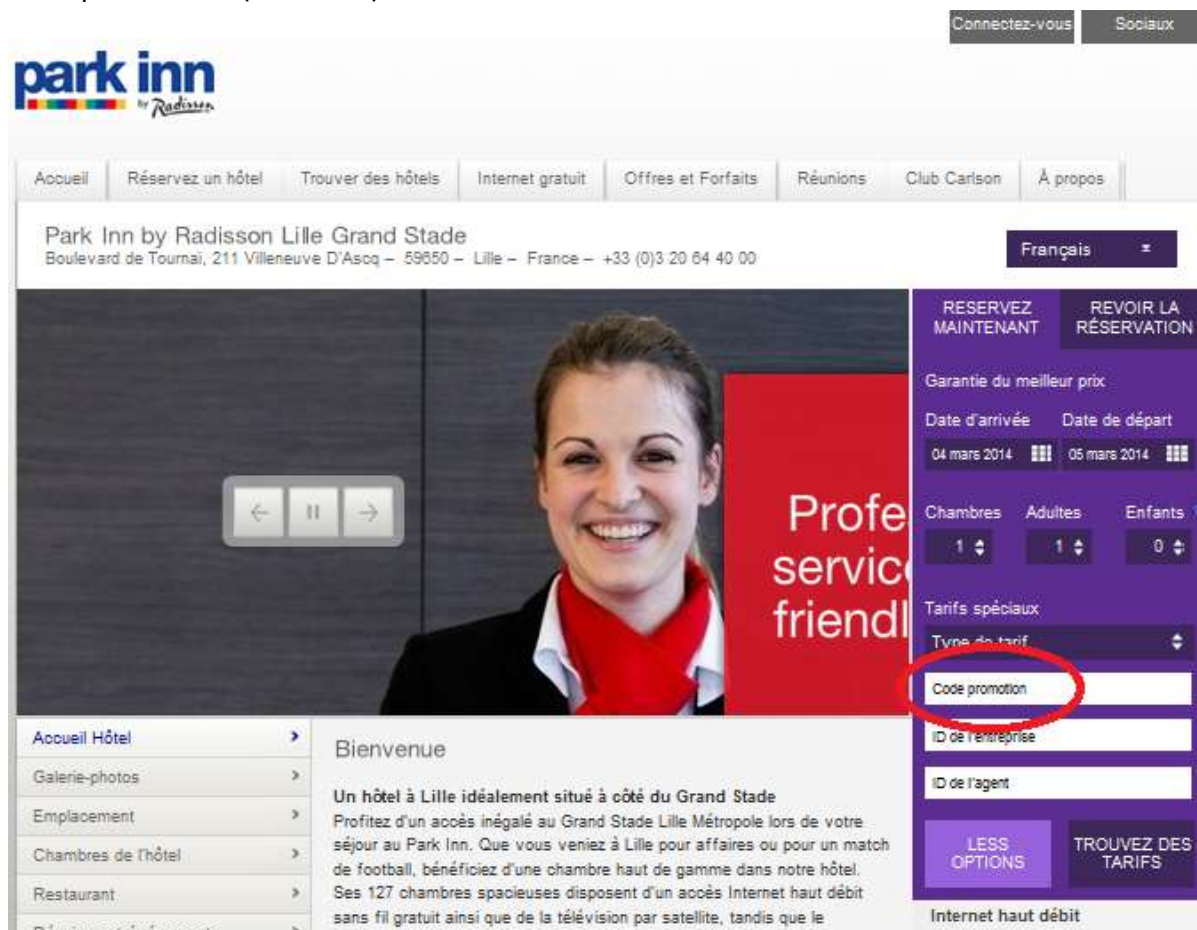 Connectez-vous
Sociaux
park inn
by Radisson
Accueil
Réservez un hôtel
Trouver des hôtels
Internet gratuit
Offres et Forfaits
Réunions
Club Carlson
À propos
Park Inn by Radisson Lille Grand Stade
Boulevard de Tournai, 211 Villeneuve D'Ascq – 59650 – Lille – France – +33 (0)3 20 64 40 00
Français
RESERVEZ MAINTENANT
REVOIR LA RÉSERVATION
Garantie du meilleur prix
Date d'arrivée
Date de départ
04 mars 2014
05 mars 2014
Chambres
Adultes
Enfants
1
1
0
Tarifs spéciaux
Type de tarif
Code promotion
ID de l'entreprise
ID de l'agent
LESS OPTIONS
TROUVEZ DES TARIFS
Internet haut débit
Profe
servic
friendl
Accueil Hôtel
Galerie-photos
Emplacement
Chambres de l'hôtel
Restaurant
Bienvenue
Un hôtel à Lille idéalement situé à côté du Grand Stade
Profitez d'un accès inégalé au Grand Stade Lille Métropole lors de votre
séjour au Park Inn. Que vous veniez à Lille pour affaires ou pour un match
de football, bénéficiez d'une chambre haut de gamme dans notre hôtel.
Ses 127 chambres spacieuses disposent d'un accès Internet haut débit
sans fil gratuit ainsi que de la télévision par satellite, tandis que le